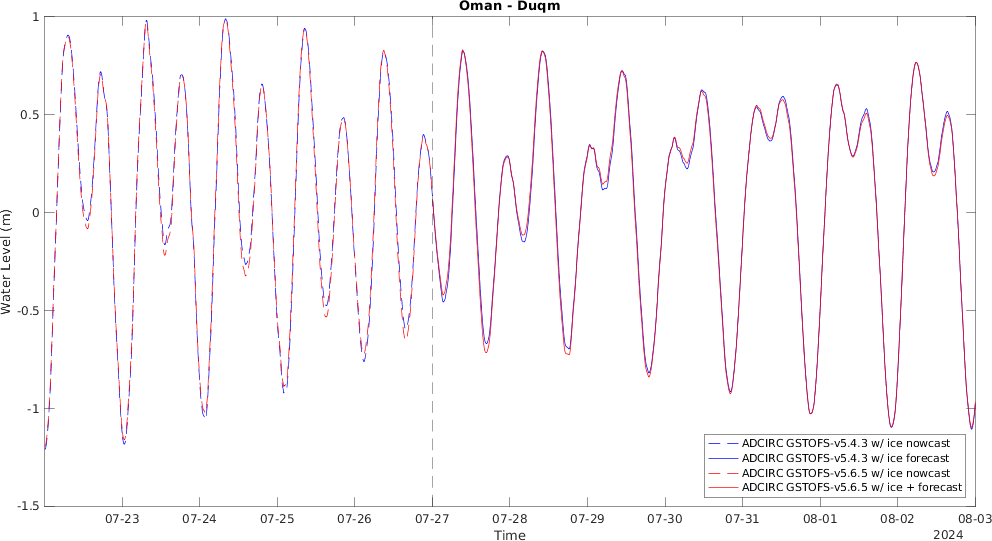 Oman - Duqm
Water Level (m)
1
0.5
0
-0.5
-1
-1.5
ADCIRC GSTOFS-v5.4.3 w/ ice nowcast
ADCIRC GSTOFS-v5.4.3 w/ ice forecast
ADCIRC GSTOFS-v5.6.5 w/ ice nowcast
ADCIRC GSTOFS-v5.6.5 w/ ice + forecast
07-23 07-24 07-25 07-26 07-27 07-28 07-29 07-30 07-31 08-01 08-02 08-03
Time
2024